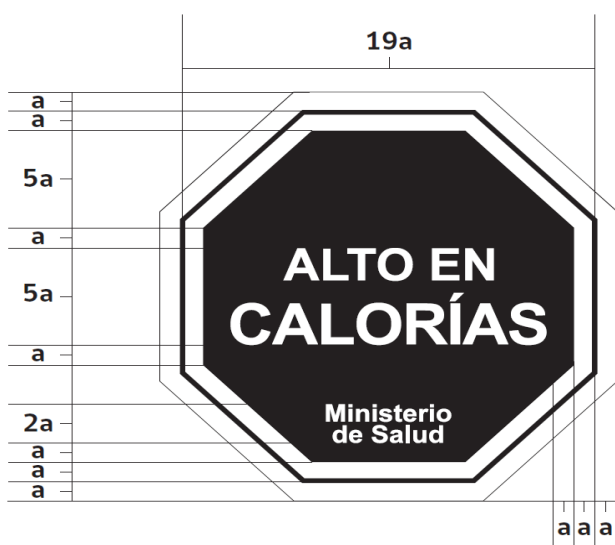 19a
a
a
5a
a
5a
a
2a
a
a
a
ALTO EN
CALORÍAS
Ministerio
de Salud
a a a